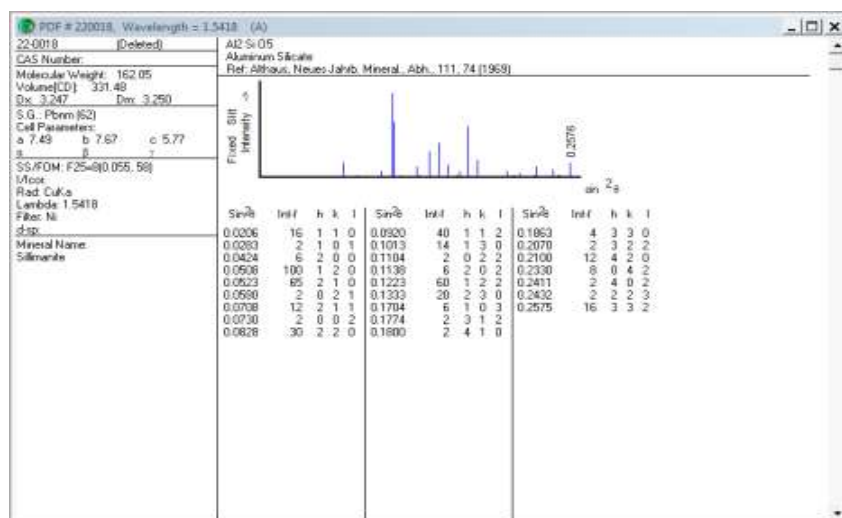 PDF # 220018, Wavelength = 1.5418 (A)
22-0018 (Deleted)
CAS Number:
Molecular Weight: 162.05
Volume[CD]: 331.48
Dx: 3.247 Dm: 3.250
S.G.: Pbnm (62)
Cell Parameters:
a 7.49 b 7.67 c 5.77
α β γ
SS/FOM: F25=8(0.055, 58)
I/Icor:
Rad: CuKa
Lambda: 1.5418
Filter: Ni
d-sp:
Mineral Name:
Sillimanite
Al2 Si O5
Aluminum Silicate
Ref: Althaus, Neues Jahrb. Mineral., Abh., 111, 74 (1969)
Fixed Slit
Intensity ->
0.2576
sin ²θ
Sin²θ Int-f h k l Sin²θ Int-f h k l Sin²θ Int-f h k l
0.0206 16 1 1 0 0.0920 40 1 1 2 0.1863 4 3 3 0
0.0283 2 1 0 1 0.1013 14 1 3 0 0.2070 2 3 2 2
0.0424 6 2 0 0 0.1104 2 0 2 2 0.2100 12 4 2 0
0.0508 100 1 2 0 0.1138 6 2 0 2 0.2330 8 0 4 2
0.0523 65 2 1 0 0.1223 60 1 2 2 0.2411 2 4 0 2
0.0590 2 0 2 1 0.1333 20 2 3 0 0.2432 2 2 2 3
0.0708 12 2 1 1 0.1704 6 1 0 3 0.2575 16 3 3 2
0.0730 2 0 0 2 0.1774 2 3 1 2
0.0828 30 2 2 0 0.1800 2 4 1 0